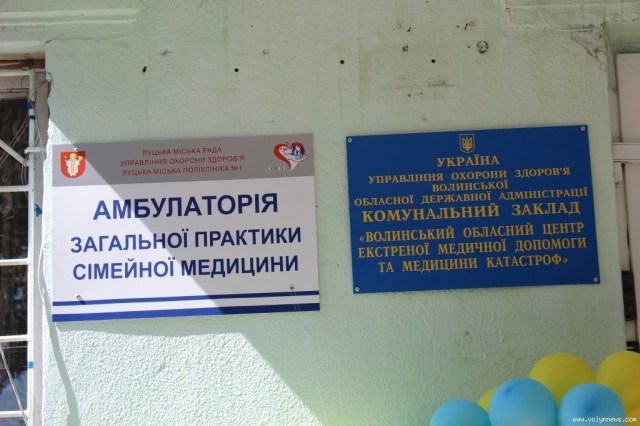 ЛУЦЬКА МІСЬКА РАДА
УПРАВЛІННЯ ОХОРОНИ ЗДОРОВ'Я
ЛУЦЬКА МІСЬКА ПОЛІКЛІНІКА №1
АМБУЛАТОРІЯ
ЗАГАЛЬНОЇ ПРАКТИКИ
СІМЕЙНОЇ МЕДИЦИНИ
УКРАЇНА
УПРАВЛІННЯ ОХОРОНИ ЗДОРОВ'Я
ВОЛИНСЬКОЇ
ОБЛАСНОЇ ДЕРЖАВНОЇ АДМІНІСТРАЦІЇ
КОМУНАЛЬНИЙ ЗАКЛАД
«ВОЛИНСЬКИЙ ОБЛАСНИЙ ЦЕНТР
ЕКСТРЕНОЇ МЕДИЧНОЇ ДОПОМОГИ
ТА МЕДИЦИНИ КАТАСТРОФ»
www.volynnews.com